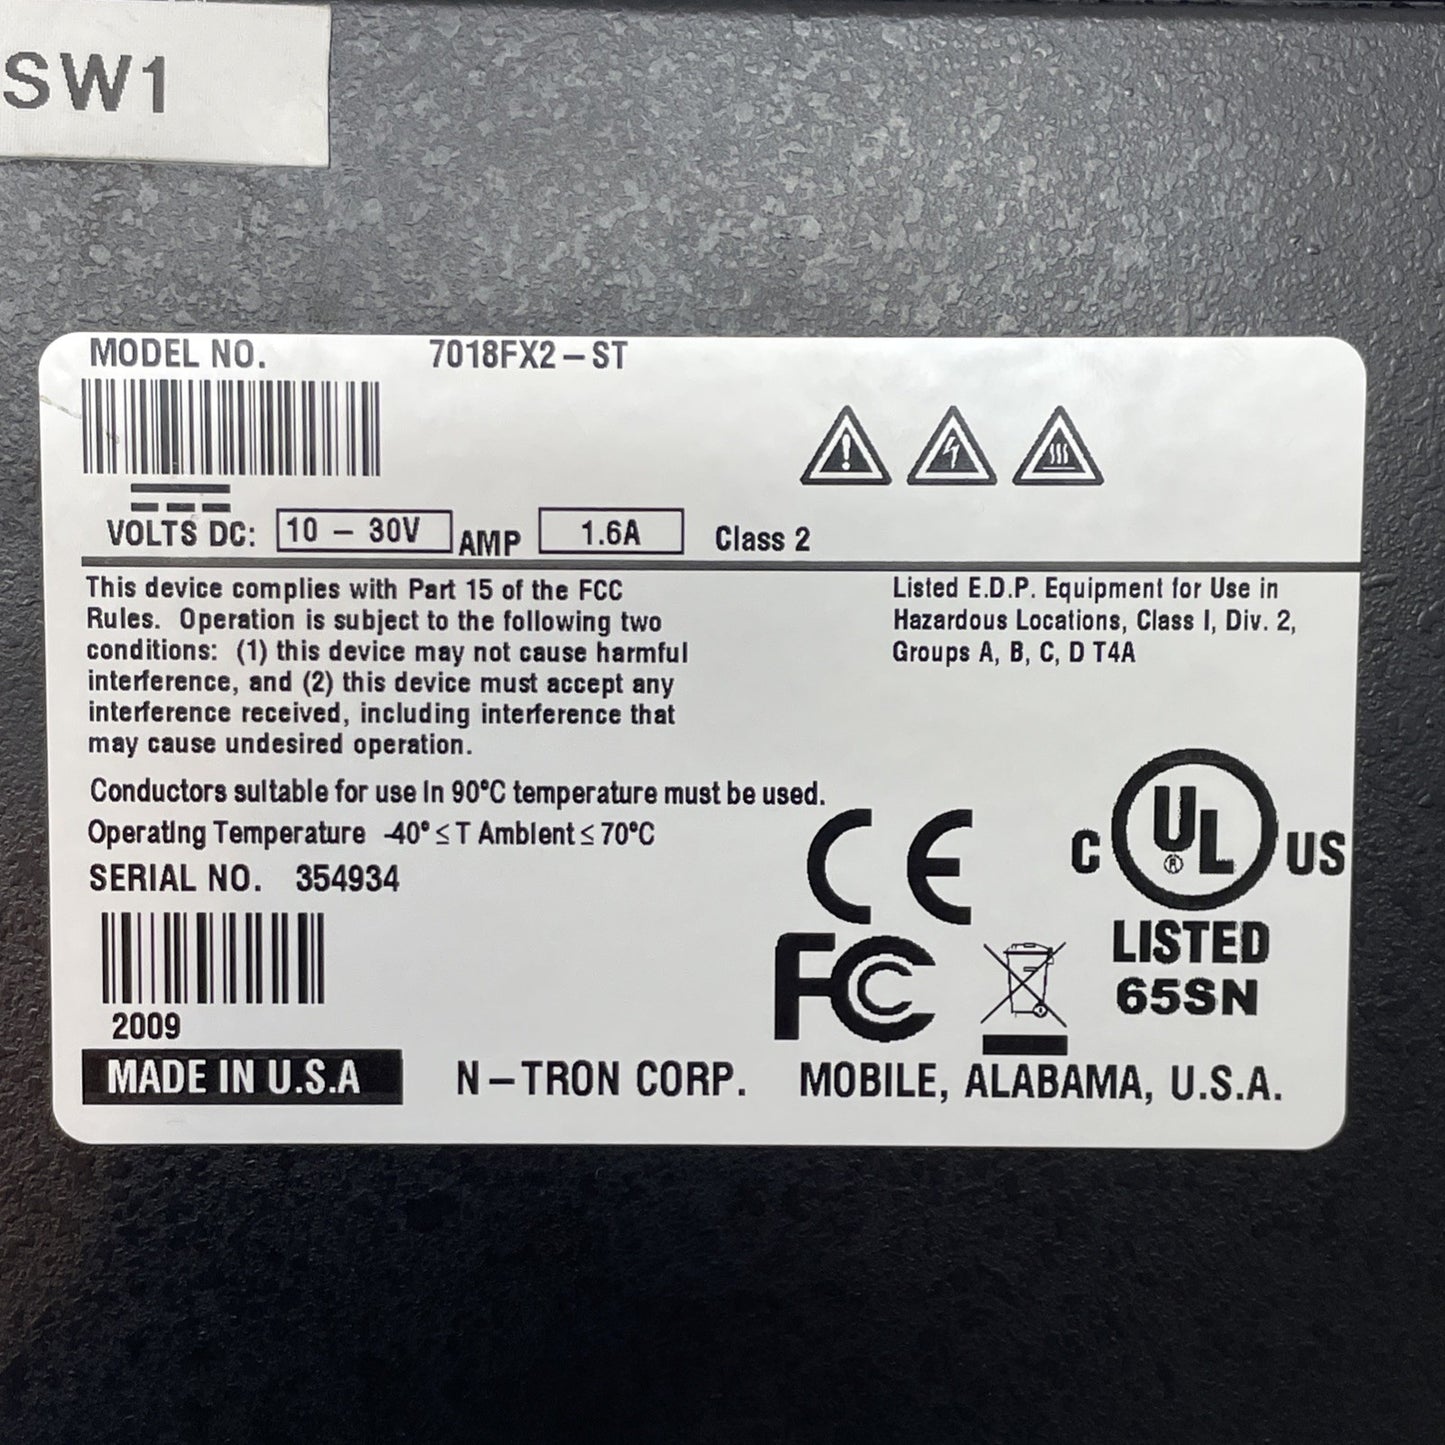 SW1
MODEL NO. 7018FX2-ST
VOLTS DC: 10 - 30V AMP 1.6A Class 2
This device complies with Part 15 of the FCC
Rules. Operation is subject to the following two
conditions: (1) this device may not cause harmful
interference, and (2) this device must accept any
interference received, including interference that
may cause undesired operation.
Listed E.D.P. Equipment for Use in
Hazardous Locations, Class I, Div. 2,
Groups A, B, C, D T4A
Conductors suitable for use in 90°C temperature must be used.
Operating Temperature -40° ≤ T Ambient ≤ 70°C
SERIAL NO. 354934
2009
CE
FC
C UL ® US
LISTED
65SN
MADE IN U.S.A N-TRON CORP. MOBILE, ALABAMA, U.S.A.